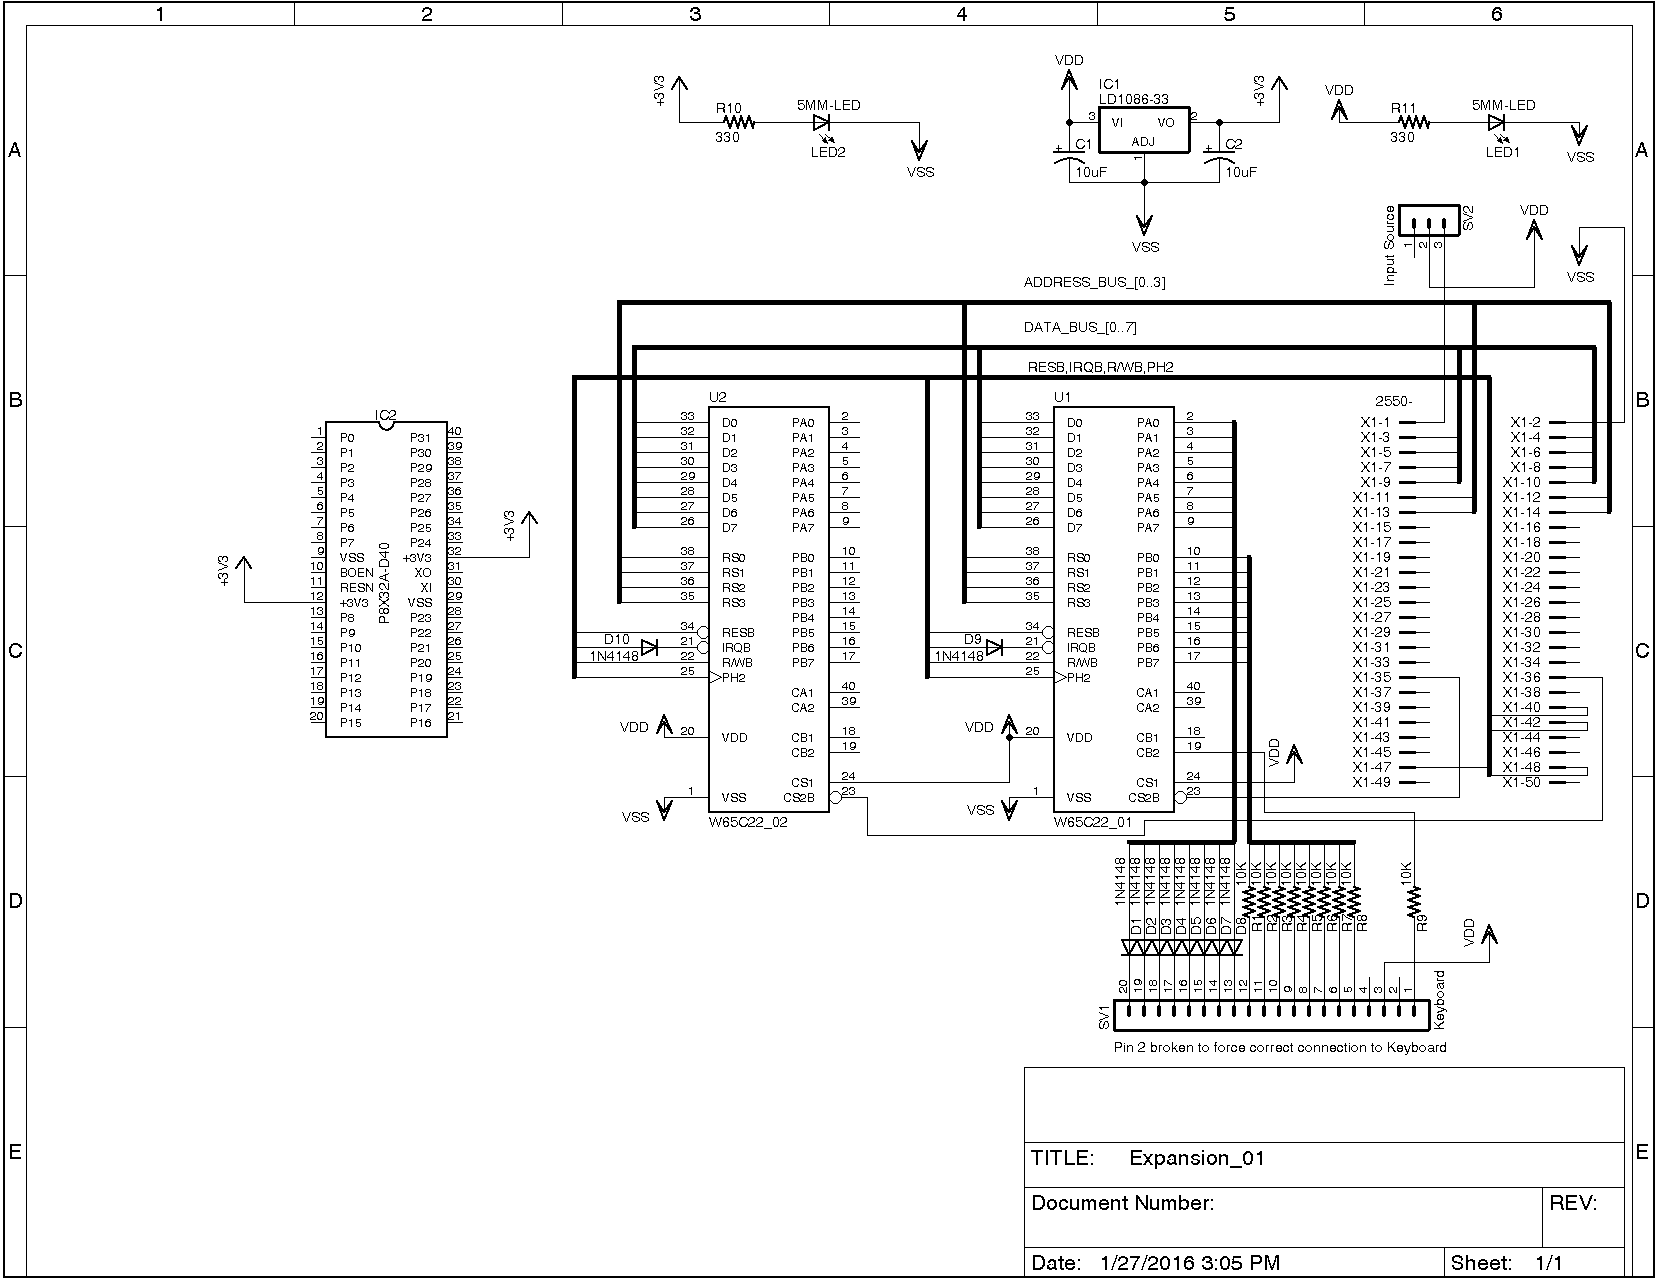 1 2 3 4 5 6
A A
B B
C C
D D
E E
+3V3
R10
330
5MM-LED
LED2
VSS
VDD
IC1
LD1086-33
3 VI VO 2
ADJ
1
+ C1
10uF
+ C2
10uF
+3V3
VSS
VDD
R11
330
5MM-LED
LED1
VSS
Input Source
1 2 3
SV2
VDD
VSS
ADDRESS_BUS_[0..3]
DATA_BUS_[0..7]
RESB,IRQB,R/WB,PH2
IC2
P8X32A-D40
1 P0 P31 40
2 P1 P30 39
3 P2 P29 38
4 P3 P28 37
5 P4 P27 36
6 P5 P26 35
7 P6 P25 34
8 P7 P24 33
9 VSS +3V3 32
10 BOEN XO 31
11 RESN XI 30
12 +3V3 VSS 29
13 P8 P23 28
14 P9 P22 27
15 P10 P21 26
16 P11 P20 25
17 P12 P19 24
18 P13 P18 23
19 P14 P17 22
20 P15 P16 21
+3V3
+3V3
U2
33 D0 PA0 2
32 D1 PA1 3
31 D2 PA2 4
30 D3 PA3 5
29 D4 PA4 6
28 D5 PA5 7
27 D6 PA6 8
26 D7 PA7 9
38 RS0 PB0 10
37 RS1 PB1 11
36 RS2 PB2 12
35 RS3 PB3 13
PB4 14
34 RESB PB5 15
D10 21 IRQB PB6 16
1N4148 22 R/WB PB7 17
25 PH2
CA1 40
CA2 39
VDD 20 VDD CB1 18
CB2 19
CS1 24
VSS 1 VSS CS2B 23
W65C22_02
U1
33 D0 PA0 2
32 D1 PA1 3
31 D2 PA2 4
30 D3 PA3 5
29 D4 PA4 6
28 D5 PA5 7
27 D6 PA6 8
26 D7 PA7 9
38 RS0 PB0 10
37 RS1 PB1 11
36 RS2 PB2 12
35 RS3 PB3 13
PB4 14
34 RESB PB5 15
D9 21 IRQB PB6 16
1N4148 22 R/WB PB7 17
25 PH2
CA1 40
CA2 39
VDD 20 VDD CB1 18
CB2 19
CS1 24
VDD
VSS 1 VSS CS2B 23
W65C22_01
2550-
X1-1 X1-2
X1-3 X1-4
X1-5 X1-6
X1-7 X1-8
X1-9 X1-10
X1-11 X1-12
X1-13 X1-14
X1-15 X1-16
X1-17 X1-18
X1-19 X1-20
X1-21 X1-22
X1-23 X1-24
X1-25 X1-26
X1-27 X1-28
X1-29 X1-30
X1-31 X1-32
X1-33 X1-34
X1-35 X1-36
X1-37 X1-38
X1-39 X1-40
X1-41 X1-42
X1-43 X1-44
X1-45 X1-46
X1-47 X1-48
X1-49 X1-50
1N4148 1N4148 1N4148 1N4148 1N4148 1N4148 1N4148 1N4148 10K 10K 10K 10K 10K 10K 10K 10K 10K
D1 D2 D3 D4 D5 D6 D7 D8 R1 R2 R3 R4 R5 R6 R7 R8 R9
VDD
20 19 18 17 16 15 14 13 12 11 10 9 8 7 6 5 4 3 2 1
SV1
Keyboard
Pin 2 broken to force correct connection to Keyboard
TITLE: Expansion_01
Document Number:
REV:
Date: 1/27/2016 3:05 PM
Sheet: 1/1